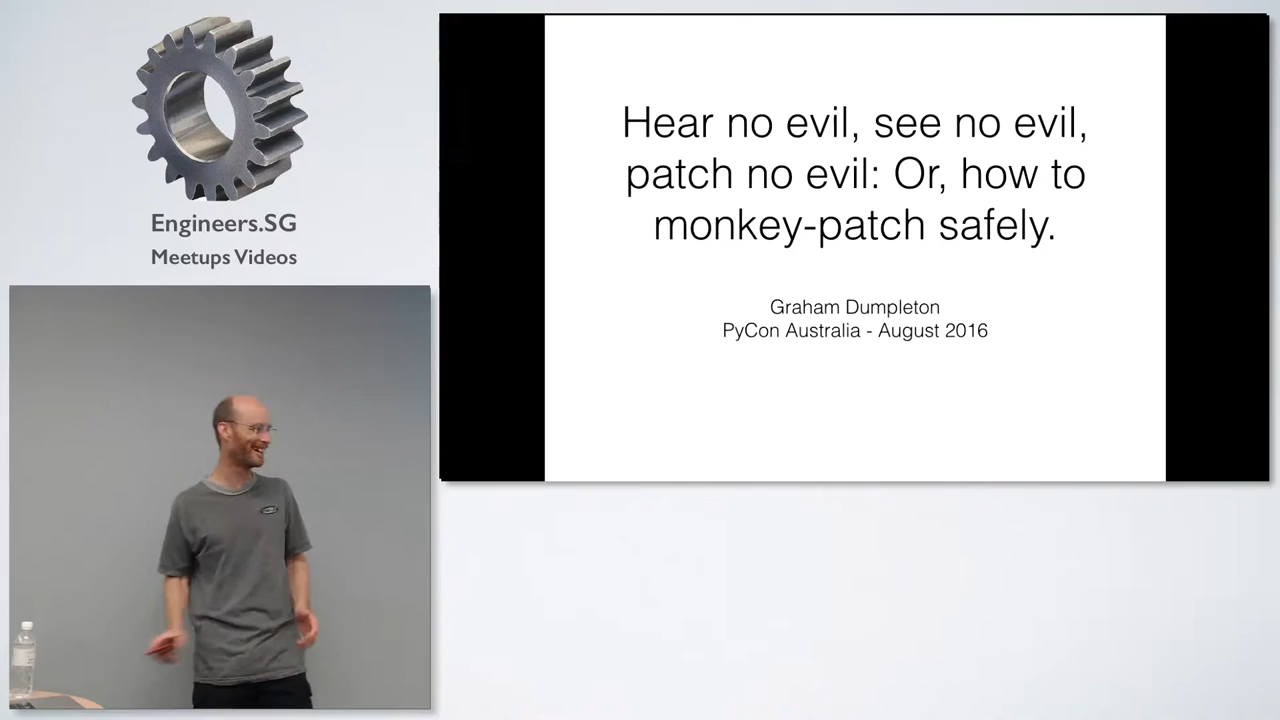 Engineers.SG
Meetups Videos
Hear no evil, see no evil,
patch no evil: Or, how to
monkey-patch safely.
Graham Dumpleton
PyCon Australia - August 2016